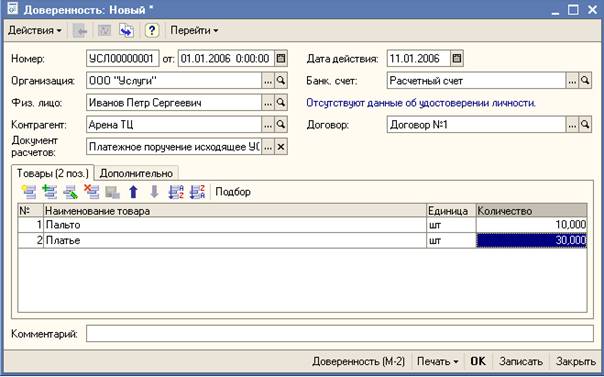 Доверенность: Новый *
Действия Перейти
Номер: УСЛ00000001 от: 01.01.2006 0:00:00 Дата действия: 11.01.2006
Организация: ООО "Услуги" ... Банк. счет: Расчетный счет ...
Физ. лицо: Иванов Петр Сергеевич ... Отсутствуют данные об удостоверении личности.
Контрагент: Арена ТЦ ... Договор: Договор №1 ...
Документ расчетов: Платежное поручение исходящее УС ... ×
Товары (2 поз.) Дополнительно
Подбор
№ Наименование товара Единица Количество
1 Пальто шт 10,000
2 Платье шт 30,000
Комментарий:
Доверенность (М-2) Печать OK Записать Закрыть